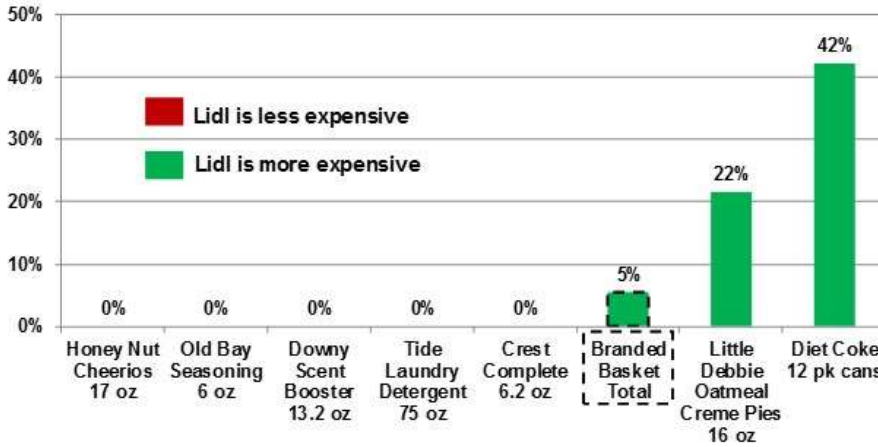 50%
40%
30%
20%
10%
0%
Lidl is less expensive
Lidl is more expensive
0%
0%
0%
0%
0%
5%
22%
42%
Honey Nut
Cheerios
17 oz
Old Bay
Seasoning
6 oz
Downy
Scent
Booster
13.2 oz
Tide
Laundry
Detergent
75 oz
Crest
Complete
6.2 oz
Branded
Basket
Total
Little
Debbie
Oatmeal
Creme Pies
16 oz
Diet Coke
12 pk cans